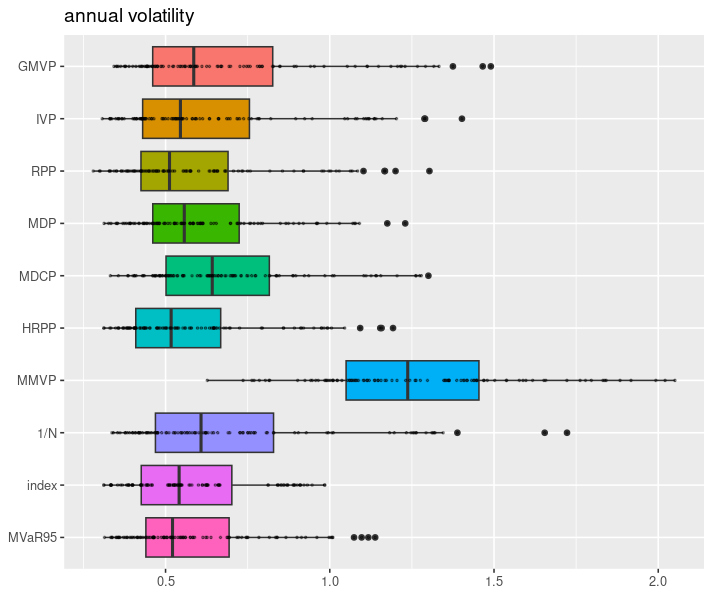 annual volatility
GMVP
IVP
RPP
MDP
MDCP
HRPP
MMVP
1/N
index
MVaR95
0.5 1.0 1.5 2.0